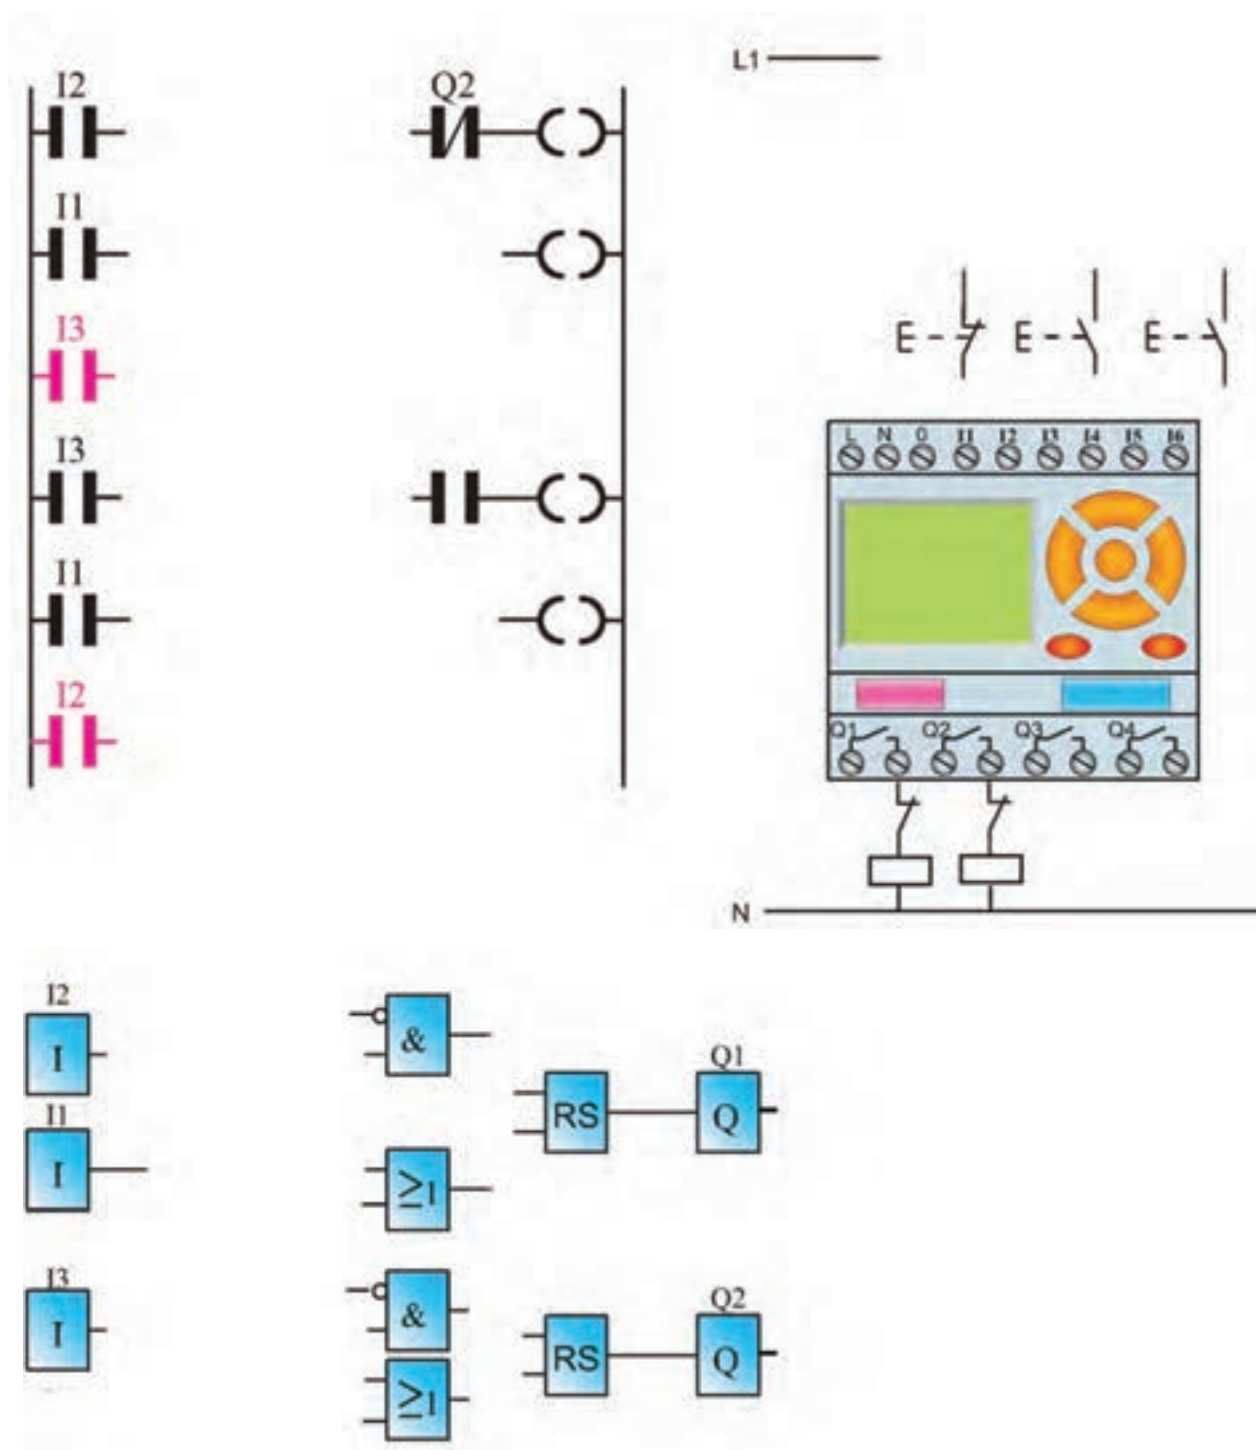 I2
Q2
I1
I3
I3
I1
I2
L1
L N 0 I1 I2 I3 I4 I5 I6
Q1 Q2 Q3 Q4
N
I2
I
I1
I
I3
I
&
≥1
&
≥1
RS
Q1
Q
RS
Q2
Q